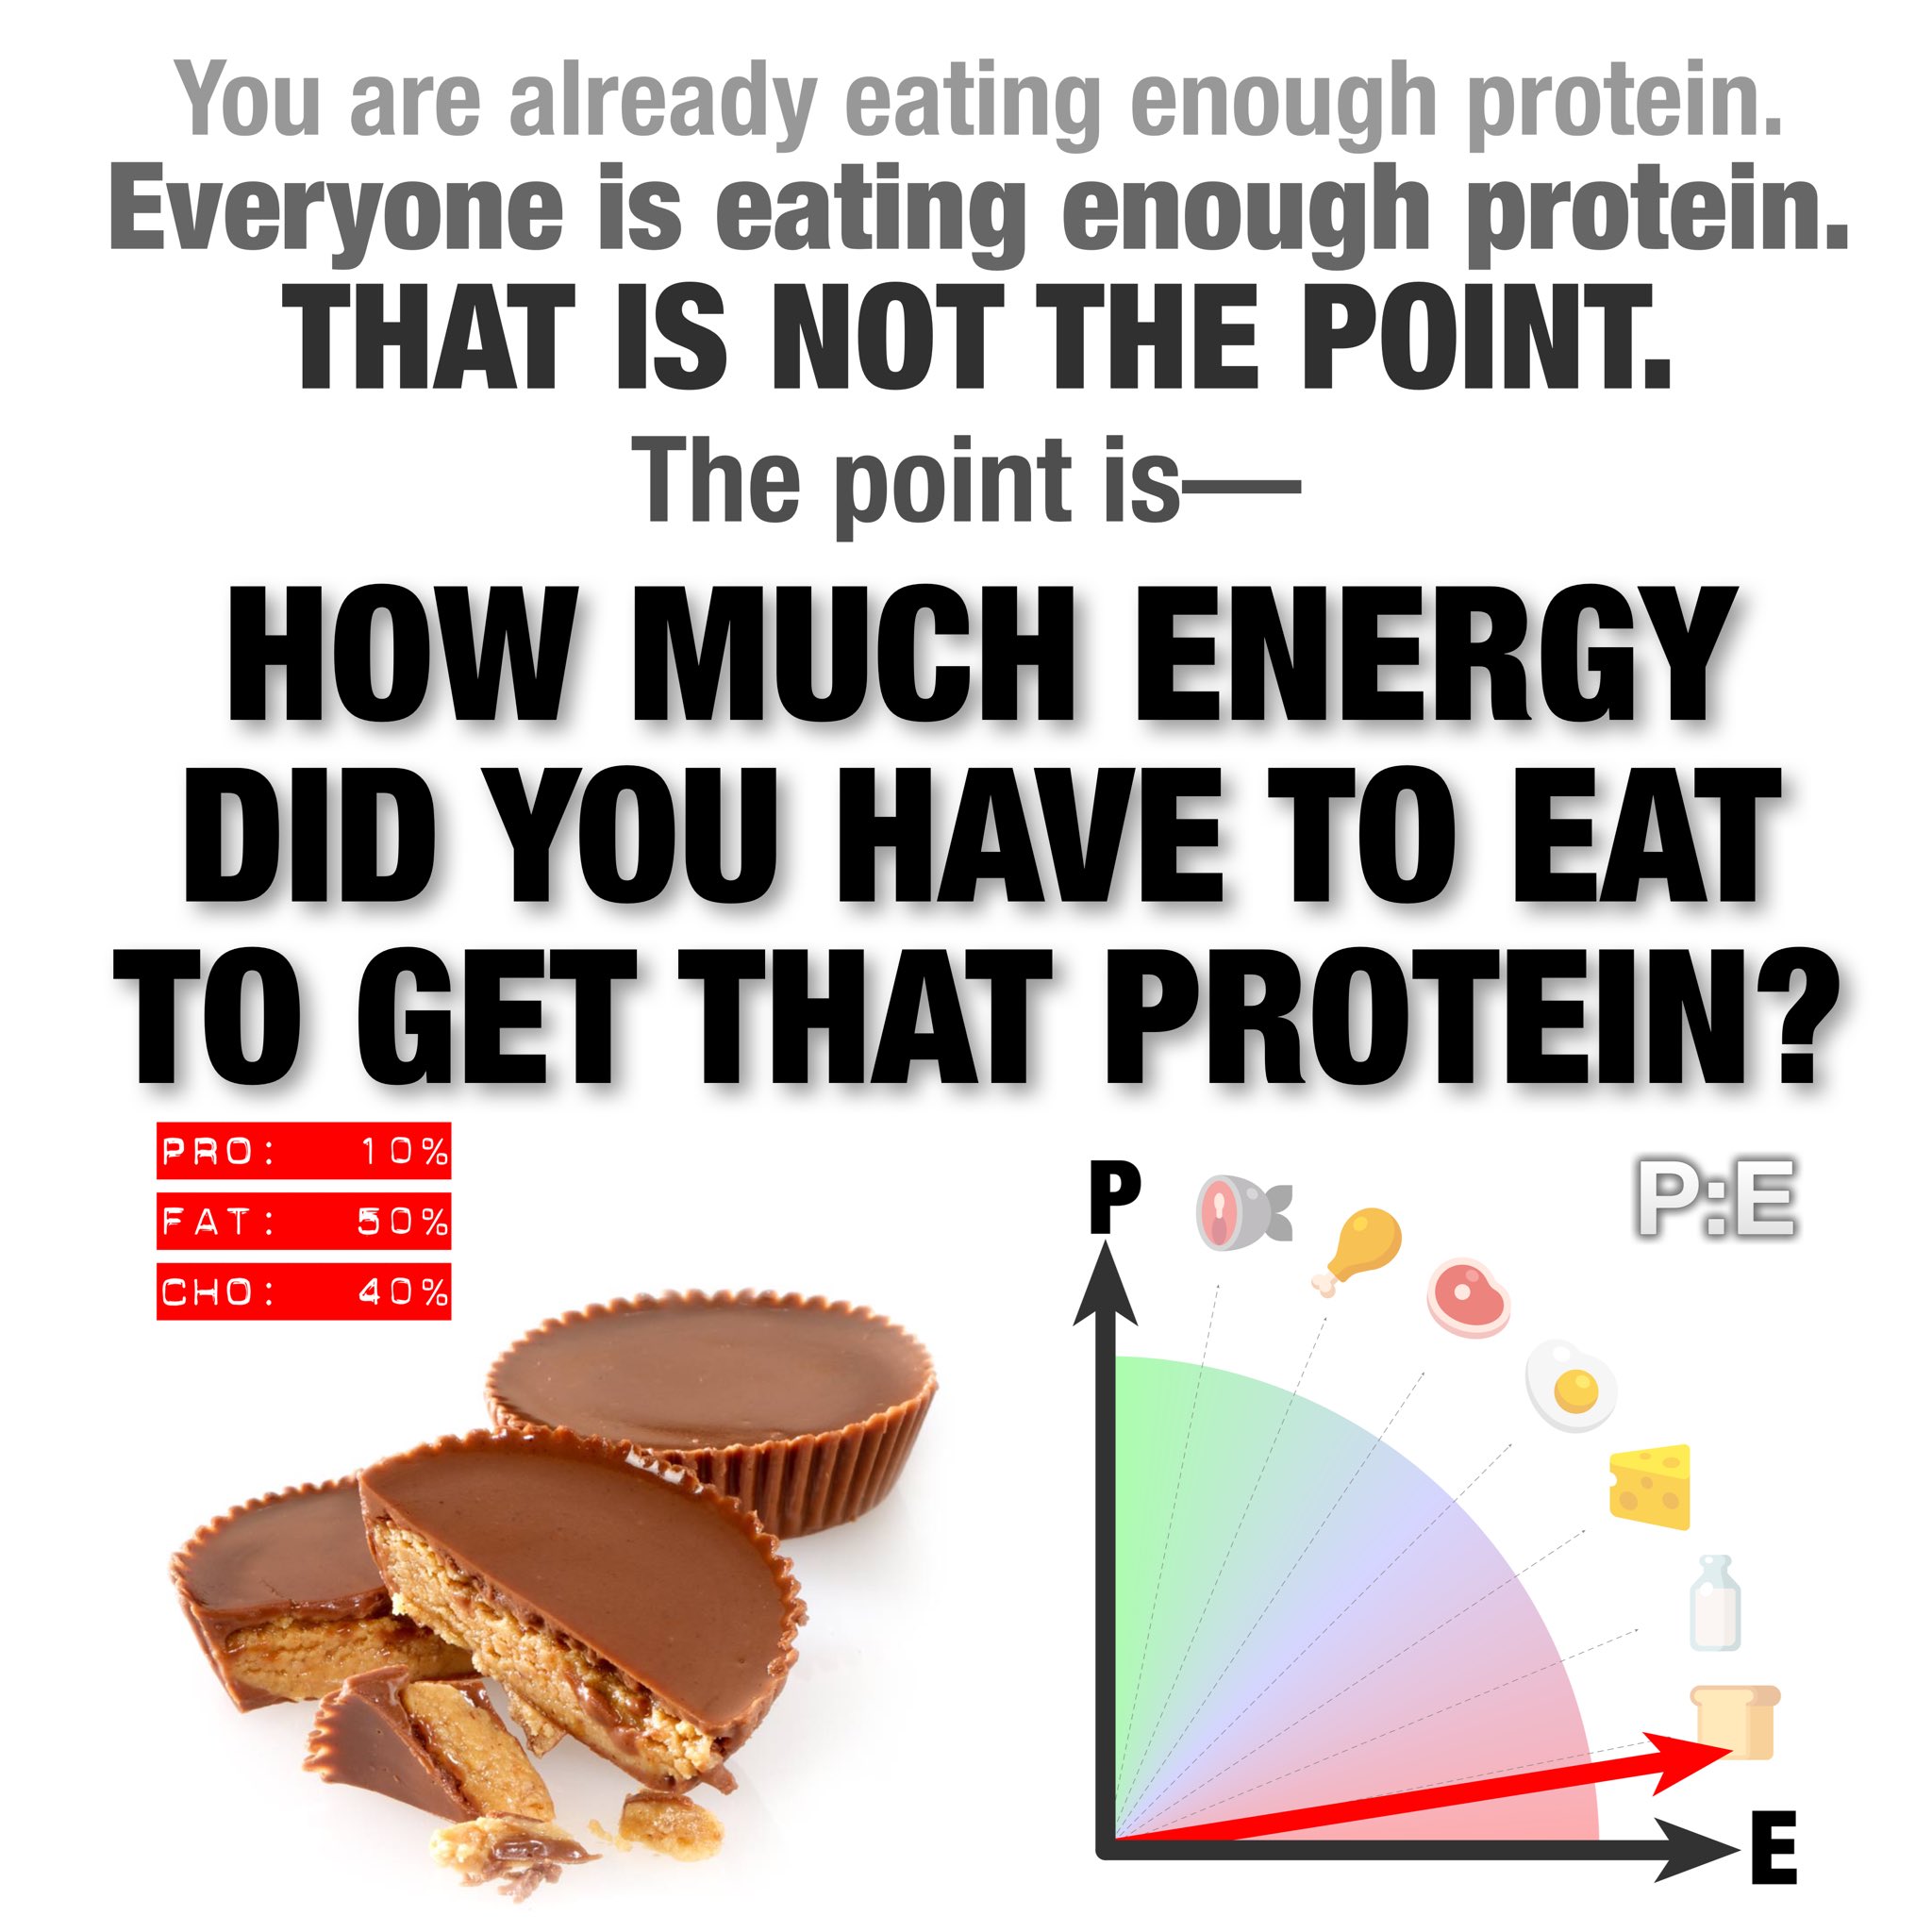 You are already eating enough protein.
Everyone is eating enough protein.
THAT IS NOT THE POINT.
The point is—
HOW MUCH ENERGY
DID YOU HAVE TO EAT
TO GET THAT PROTEIN?
PRO: 10%
FAT: 50%
CHO: 40%
P
P:E
E